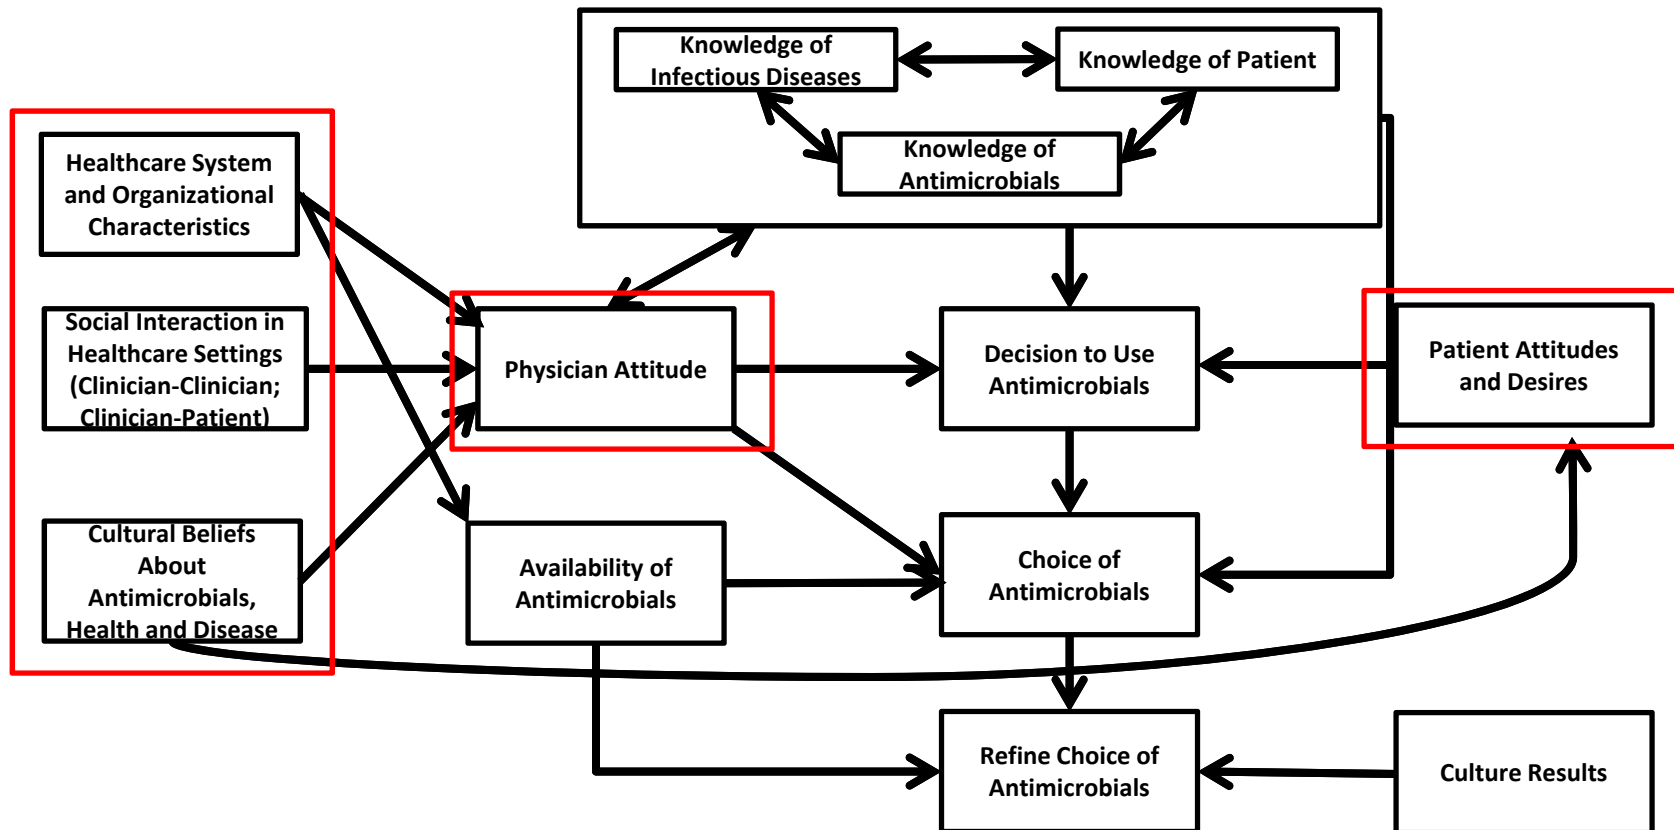 Knowledge of
Infectious Diseases
Knowledge of Patient
Knowledge of
Antimicrobials
Healthcare System
and Organizational
Characteristics
Social Interaction in
Healthcare Settings
(Clinician-Clinician;
Clinician-Patient)
Physician Attitude
Decision to Use
Antimicrobials
Patient Attitudes
and Desires
Cultural Beliefs
About
Antimicrobials,
Health and Disease
Availability of
Antimicrobials
Choice of
Antimicrobials
Refine Choice of
Antimicrobials
Culture Results